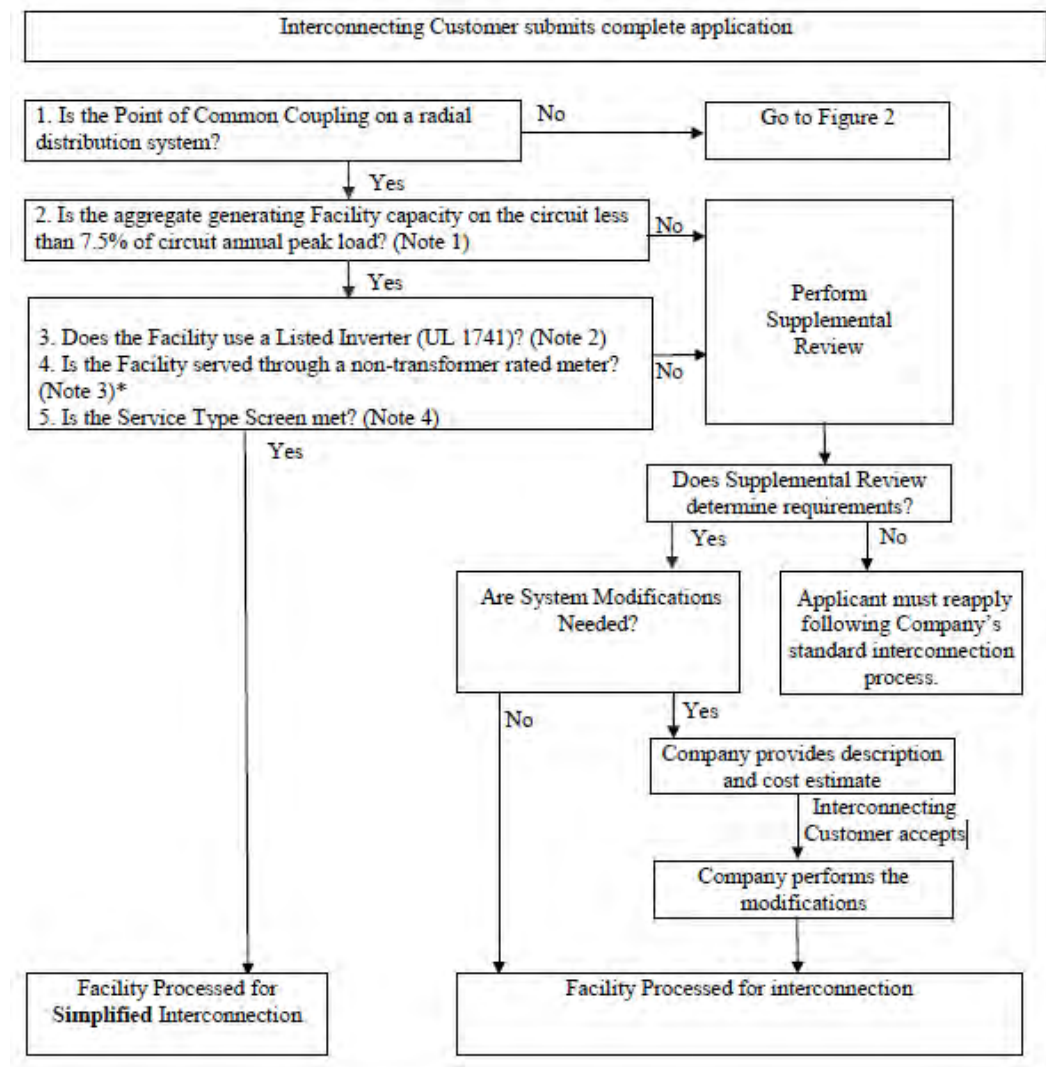 Interconnecting Customer submits complete application
1. Is the Point of Common Coupling on a radial
distribution system?
No
Go to Figure 2
Yes
2. Is the aggregate generating Facility capacity on the circuit less
than 7.5% of circuit annual peak load? (Note 1)
No
Perform
Supplemental
Review
Yes
3. Does the Facility use a Listed Inverter (UL 1741)? (Note 2)
4. Is the Facility served through a non-transformer rated meter?
(Note 3)*
5. Is the Service Type Screen met? (Note 4)
No
Yes
Does Supplemental Review
determine requirements?
Yes
No
Are System Modifications
Needed?
Applicant must reapply
following Company’s
standard interconnection
process.
No
Yes
Company provides description
and cost estimate
Interconnecting
Customer accepts
Company performs the
modifications
Facility Processed for
Simplified Interconnection
Facility Processed for interconnection